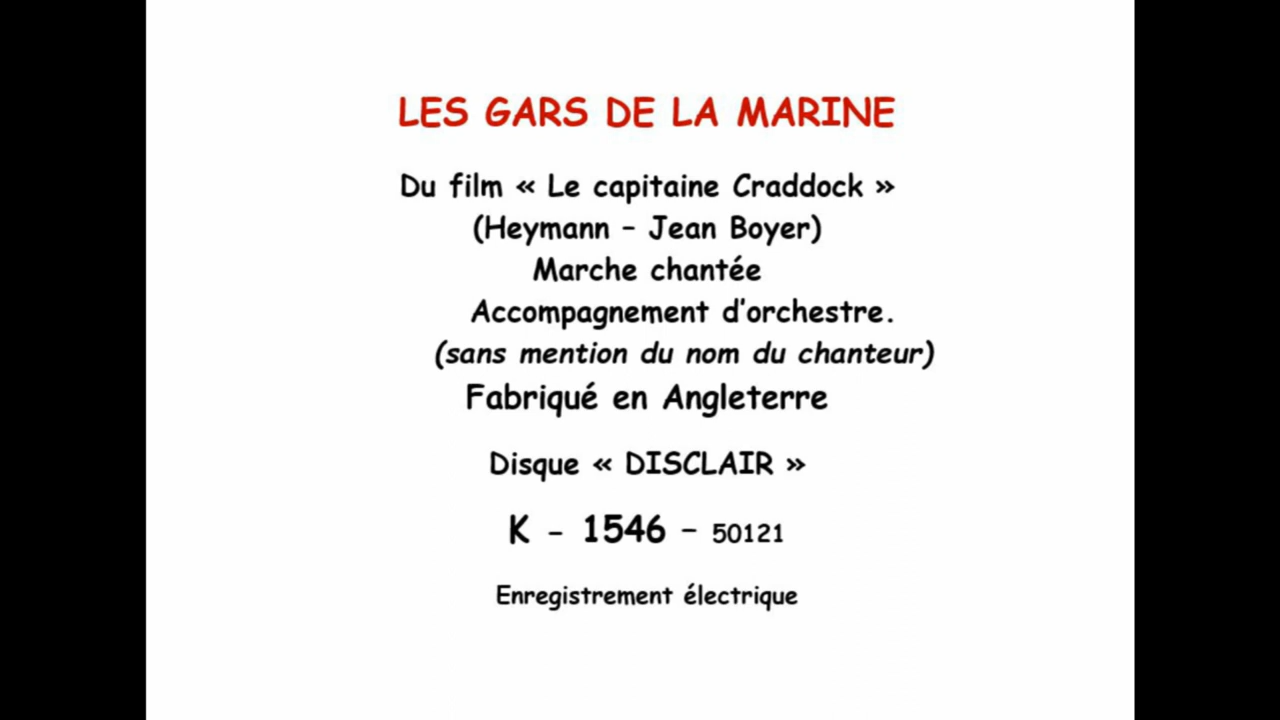 LES GARS DE LA MARINE
Du film « Le capitaine Craddock »
(Heymann – Jean Boyer)
Marche chantée
Accompagnement d’orchestre.
(sans mention du nom du chanteur)
Fabriqué en Angleterre
Disque « DISCLAIR »
K - 1546 – 50121
Enregistrement électrique